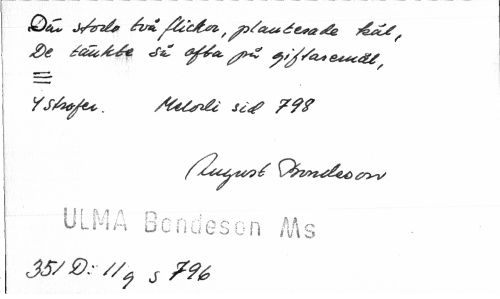 Där stodo två flickor, planterade kål,
De tänkte så ofta på giftaremål,
4 strofer. Melodi sid 798
August Bondeson
ULMA Bondeson Ms
351 D: 11 g s 796